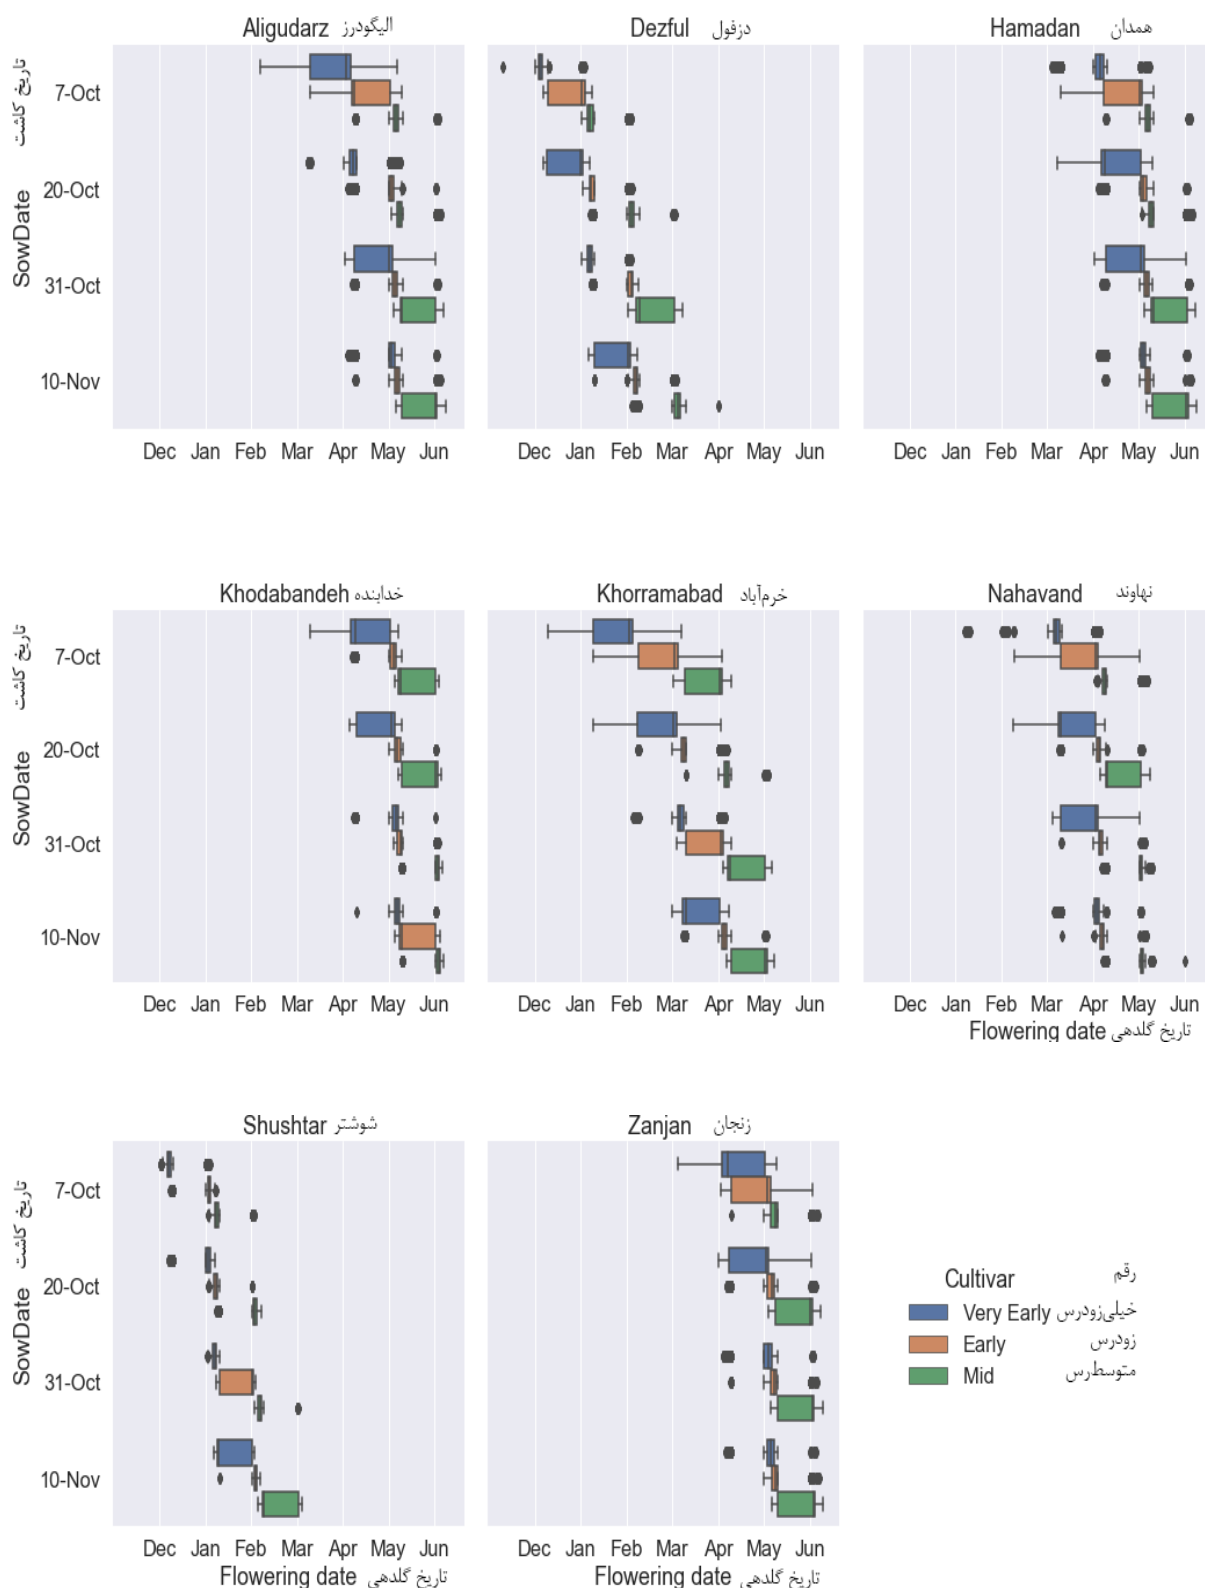 Aligudarz الیگودرز
Dezful دزفول
Hamadan همدان
تاریخ کاشت
SowDate
7-Oct
20-Oct
31-Oct
10-Nov
Dec Jan Feb Mar Apr May Jun
Dec Jan Feb Mar Apr May Jun
Dec Jan Feb Mar Apr May Jun
Khodabandeh خدابنده
Khorramabad خرم‌آباد
Nahavand نهاوند
تاریخ کاشت
SowDate
7-Oct
20-Oct
31-Oct
10-Nov
Dec Jan Feb Mar Apr May Jun
Dec Jan Feb Mar Apr May Jun
Dec Jan Feb Mar Apr May Jun
Flowering date تاریخ گلدهی
Shushtar شوشتر
Zanjan زنجان
تاریخ کاشت
SowDate
7-Oct
20-Oct
31-Oct
10-Nov
Dec Jan Feb Mar Apr May Jun
Flowering date تاریخ گلدهی
Dec Jan Feb Mar Apr May Jun
Flowering date تاریخ گلدهی
Cultivar رقم
Very Early خیلی‌زودرس
Early زودرس
Mid متوسط‌رس